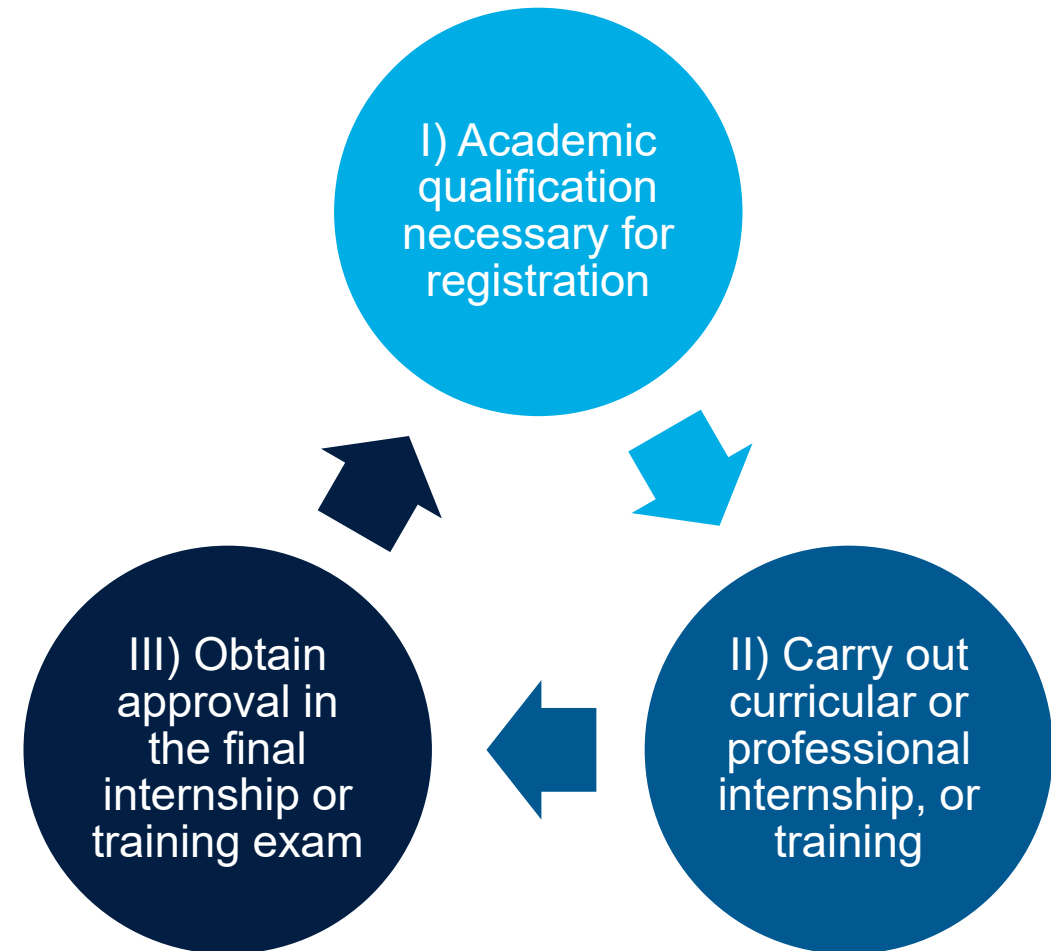 I) Academic
qualification
necessary for
registration
II) Carry out
curricular or
professional
internship, or
training
III) Obtain
approval in
the final
internship or
training exam